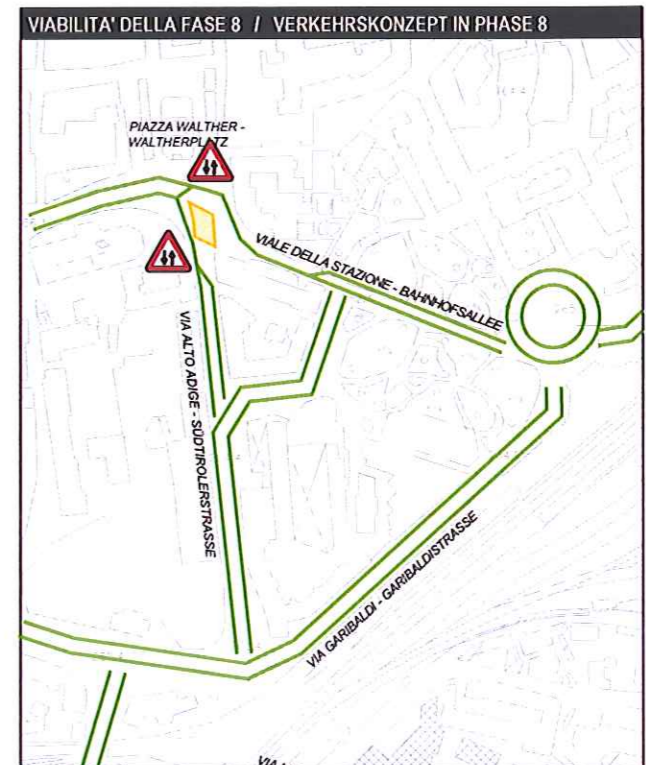 VIABILITA' DELLA FASE 8 / VERKEHRSKONZEPT IN PHASE 8
PIAZZA WALTHER -
WALTHERPLATZ
VIALE DELLA STAZIONE - BAHNHOFSALLEE
VIA ALTO ADIGE - SÜDTIROLERSTRASSE
VIA GARIBALDI - GARIBALDISTRASSE
VIA